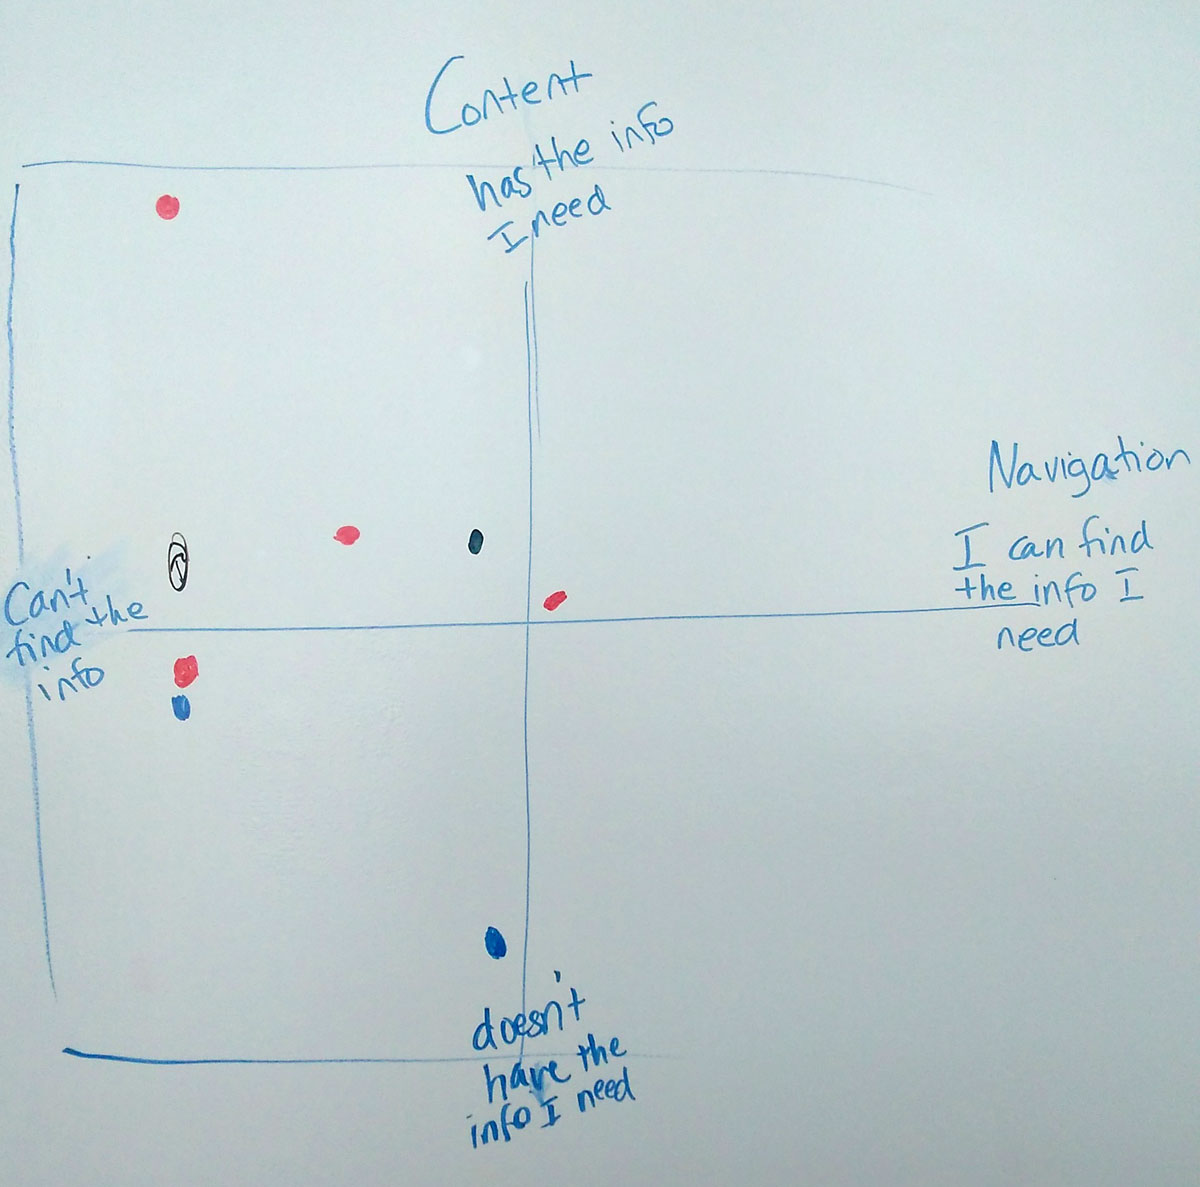 Content
has the info
I need
Navigation
I can find
the info I
need
Can't
find the
info
doesn't
have the
info I need